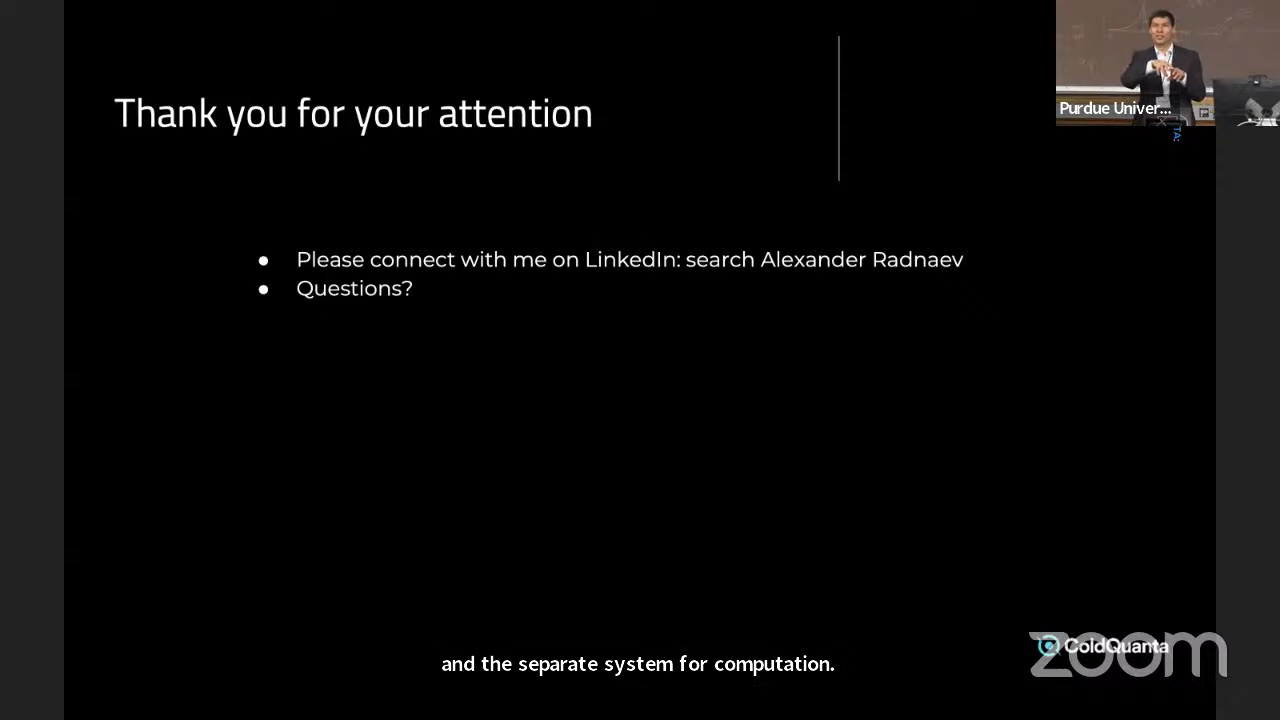 Thank you for your attention
Purdue Univer...
TA:
● Please connect with me on LinkedIn: search Alexander Radnaev
● Questions?
ColdQuanta
zoom
and the separate system for computation.